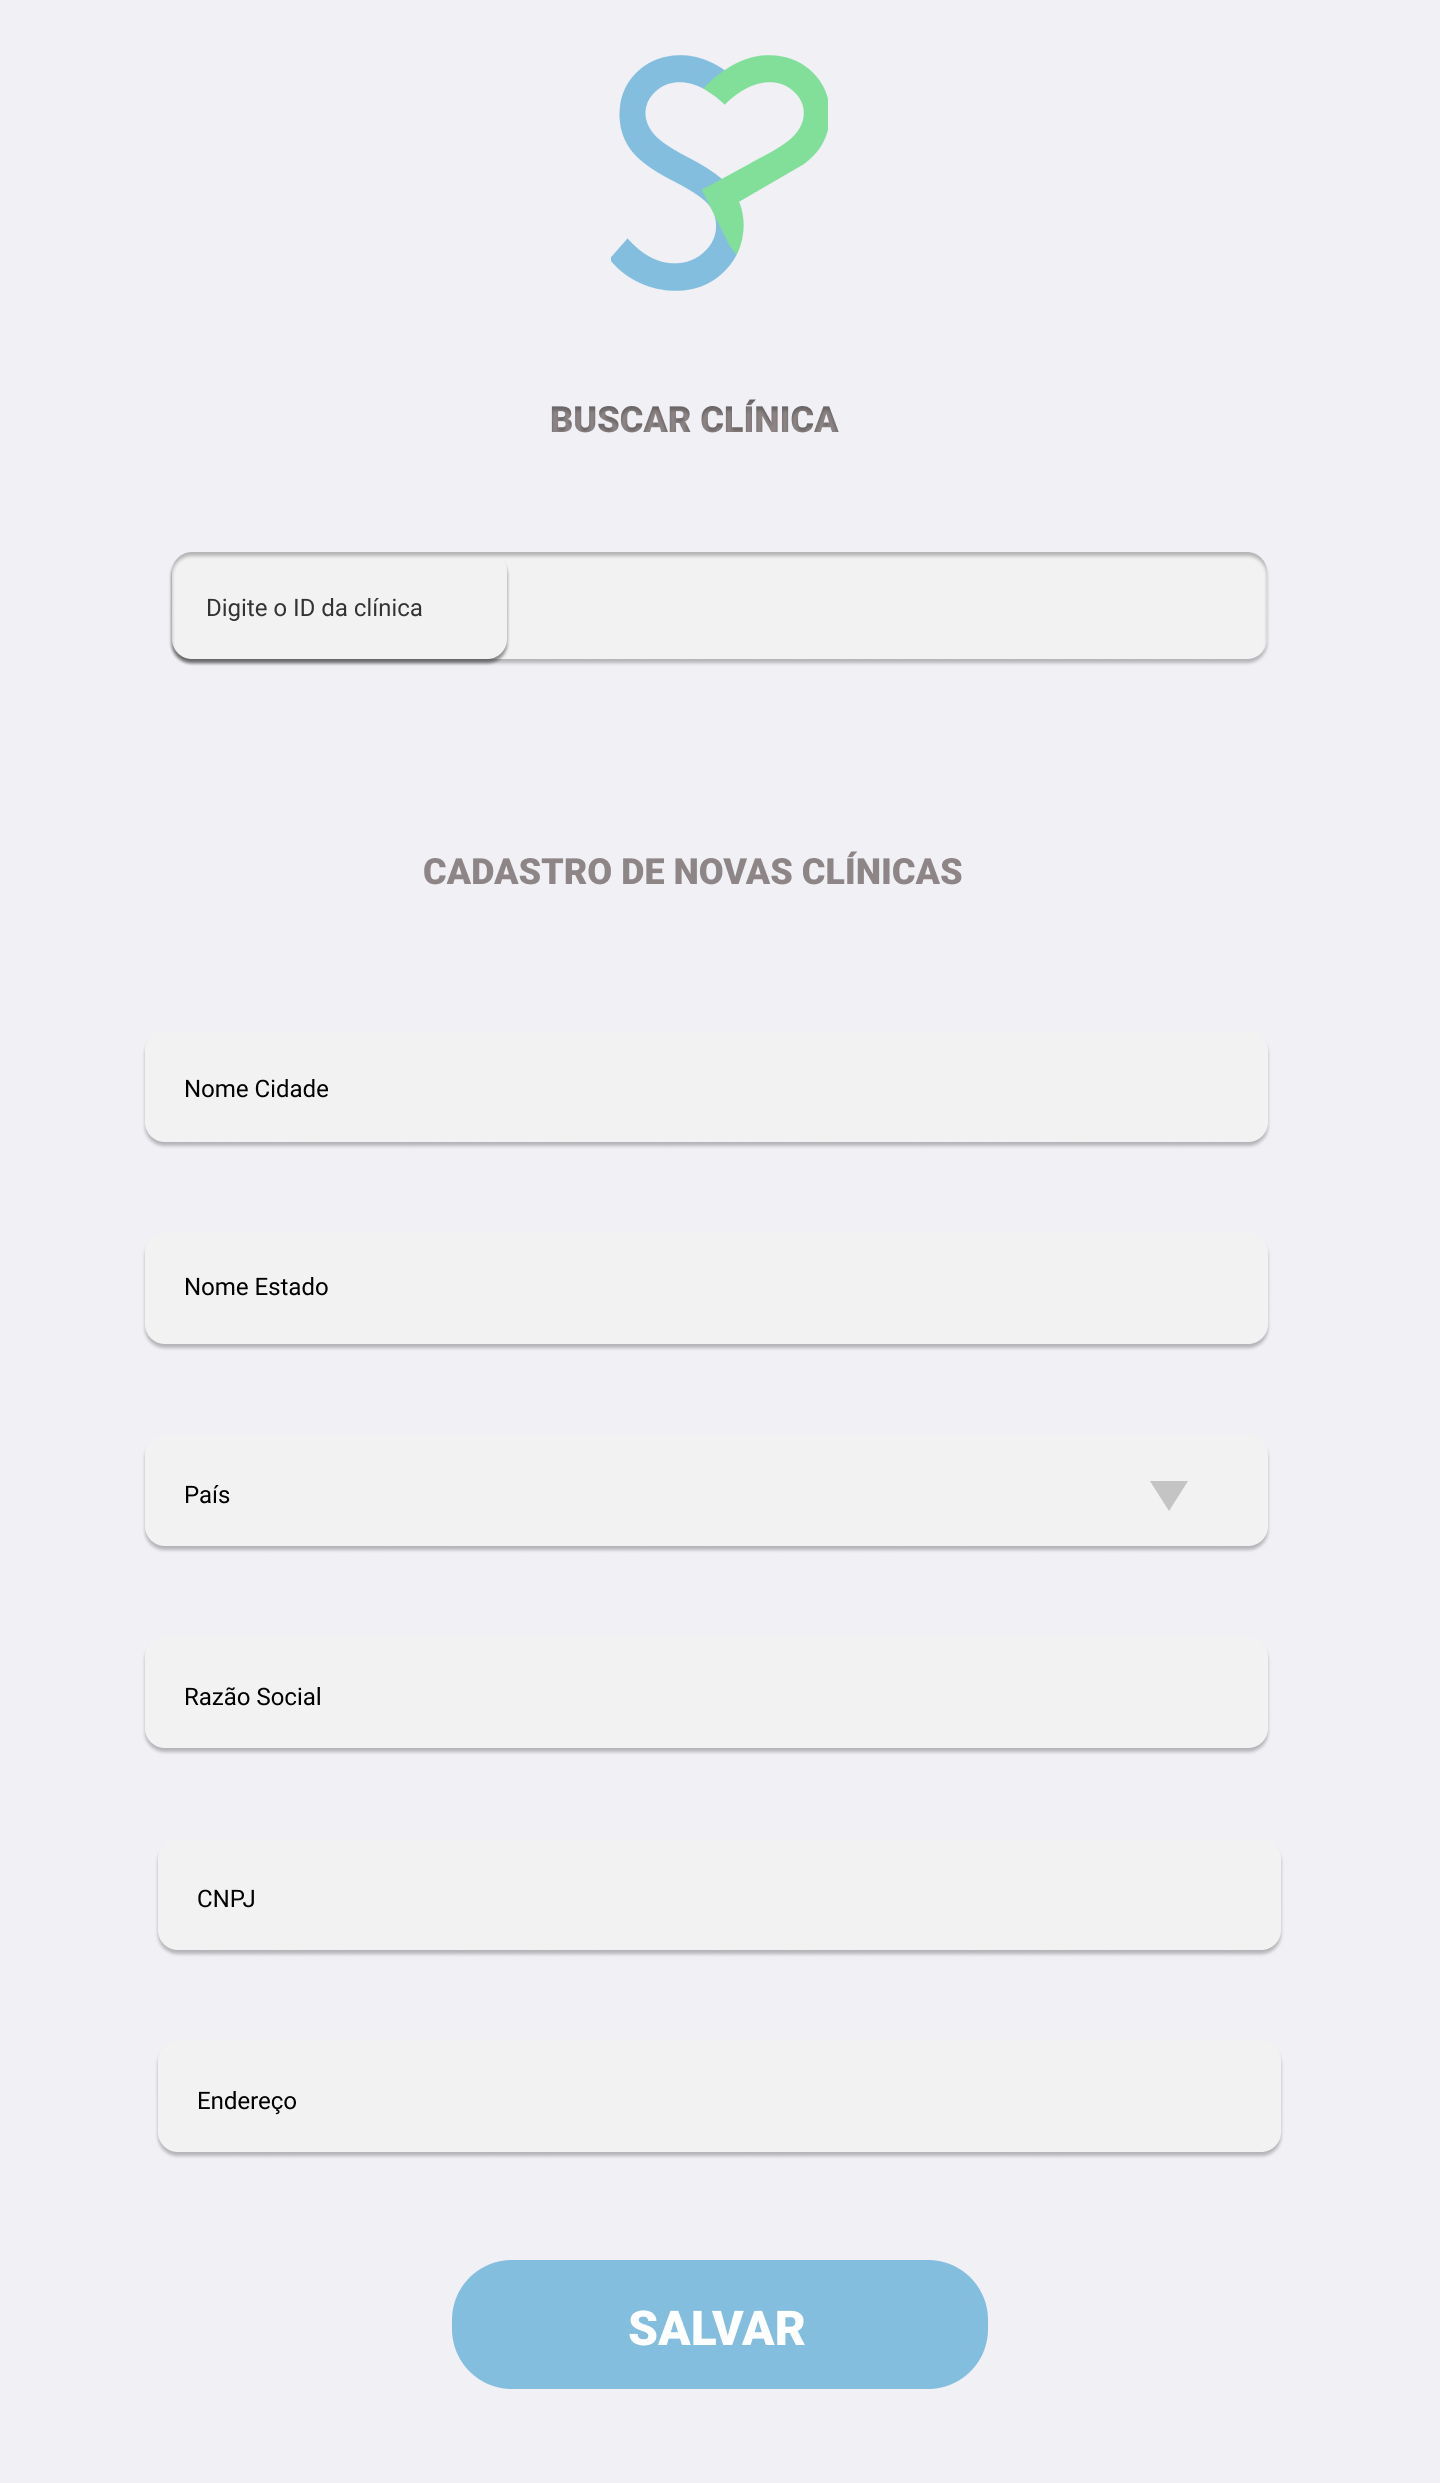 BUSCAR CLÍNICA
Digite o ID da clínica
CADASTRO DE NOVAS CLÍNICAS
Nome Cidade
Nome Estado
País
Razão Social
CNPJ
Endereço
SALVAR